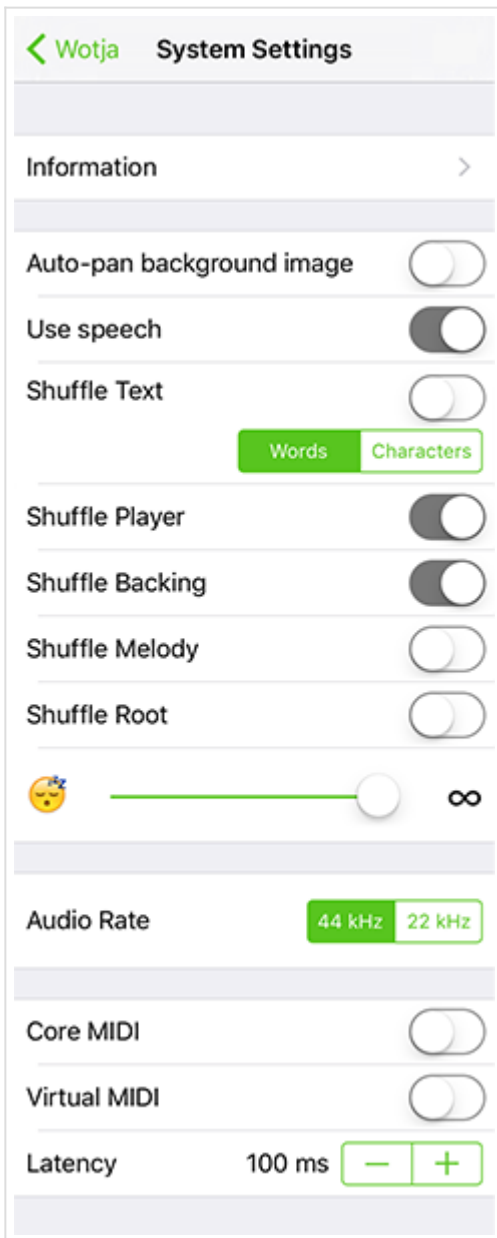 Wotja System Settings
Information
Auto-pan background image
Use speech
Shuffle Text
Words Characters
Shuffle Player
Shuffle Backing
Shuffle Melody
Shuffle Root
∞
Audio Rate 44 kHz 22 kHz
Core MIDI
Virtual MIDI
Latency 100 ms − +